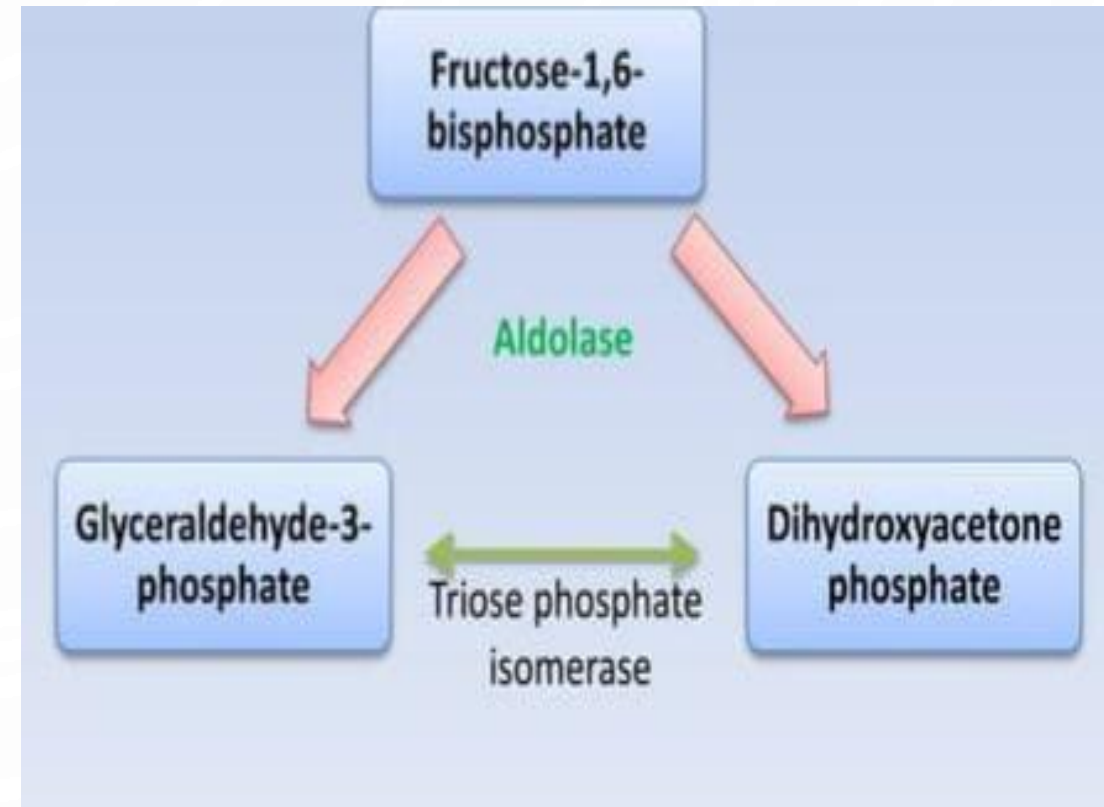 Fructose-1,6-
bisphosphate
Aldolase
Glyceraldehyde-3-
phosphate
Triose phosphate
isomerase
Dihydroxyacetone
phosphate